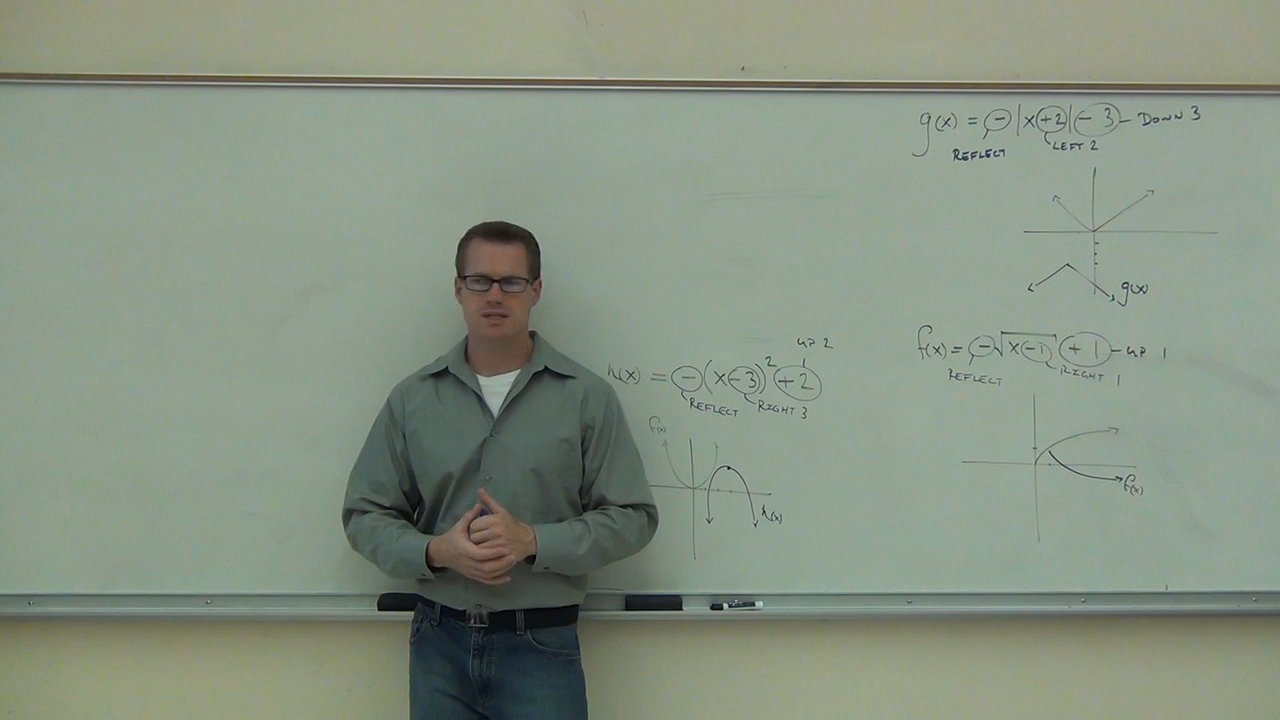 g(x) = - |x+2| - 3 - DOWN 3
REFLECT LEFT 2
g(x)
UP 2
h(x) = -(x-3)² + 2
REFLECT RIGHT 3
f(x)
h(x)
f(x) = -√x-1 + 1 - UP 1
REFLECT RIGHT 1
f(x)